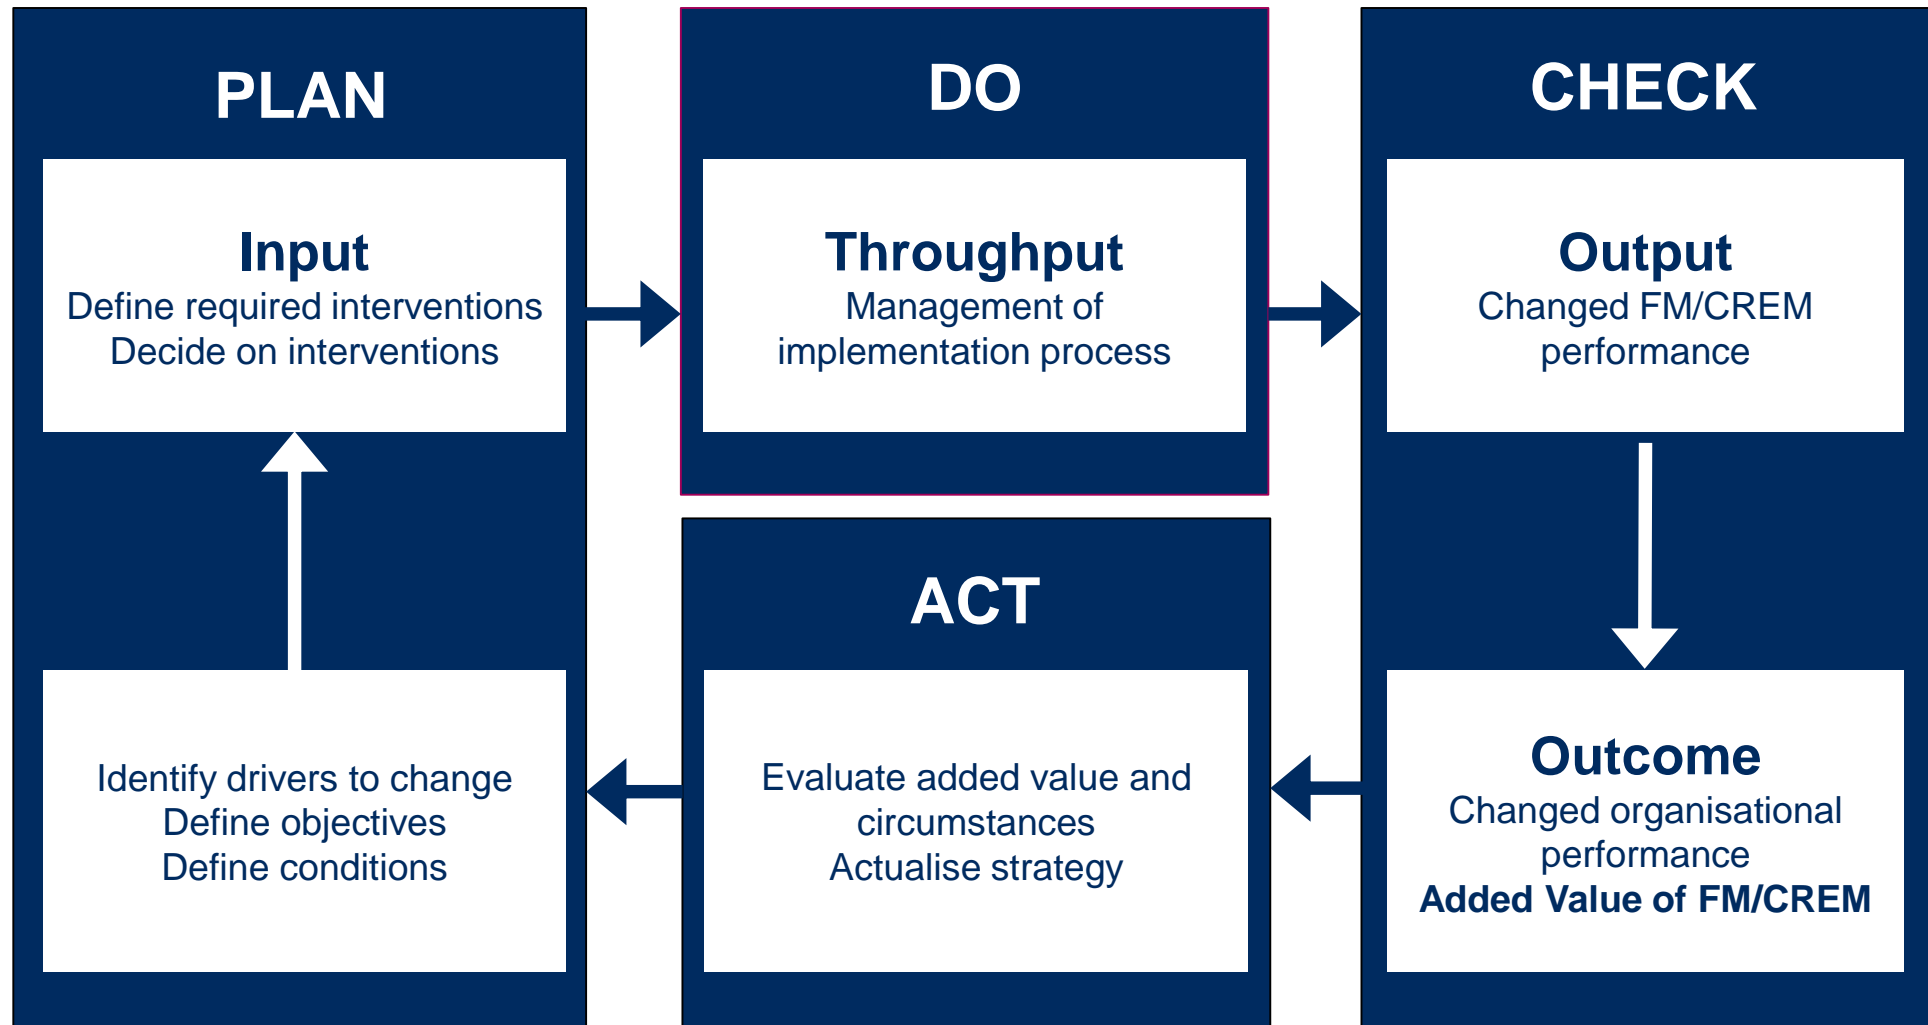 PLAN
Input
Define required interventions
Decide on interventions
Identify drivers to change
Define objectives
Define conditions
DO
Throughput
Management of
implementation process
ACT
Evaluate added value and
circumstances
Actualise strategy
CHECK
Output
Changed FM/CREM
performance
Outcome
Changed organisational
performance
Added Value of FM/CREM